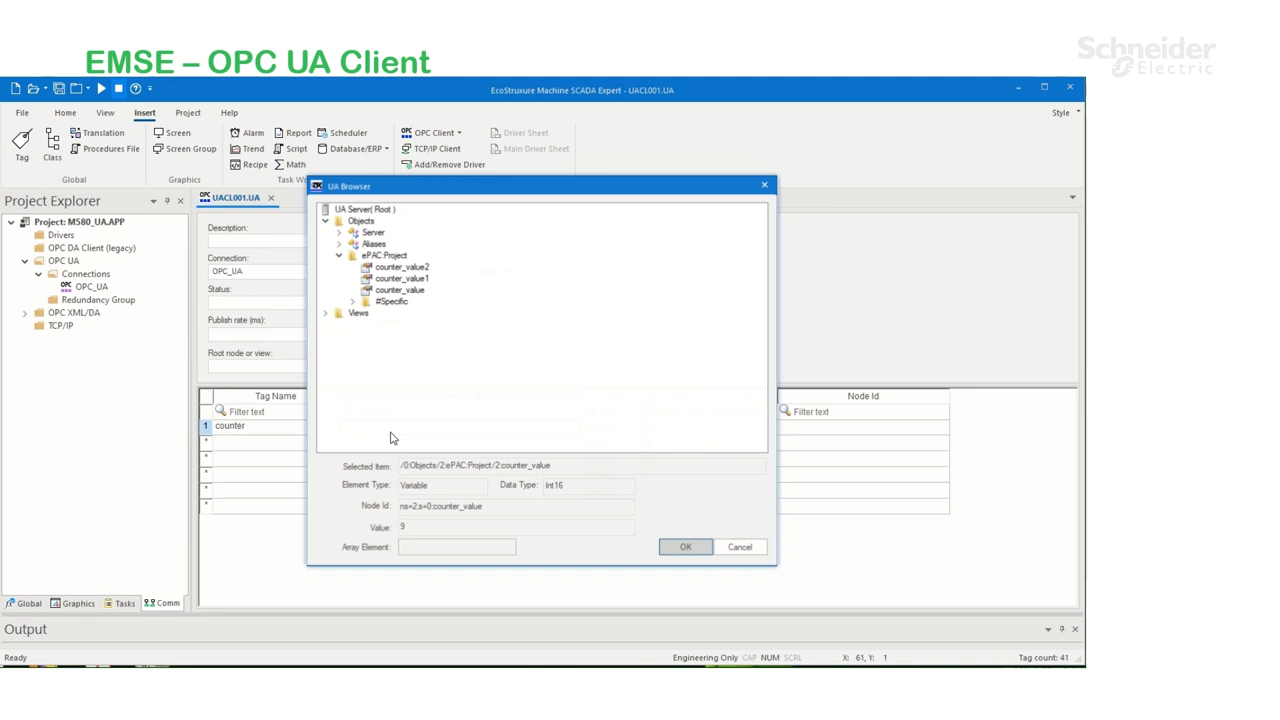 EMSE – OPC UA Client
Schneider
Electric
EcoStruxure Machine SCADA Expert - UACL001.UA
File Home View Insert Project Help Style
Tag
Class
Translation
Procedures File
Global
Screen
Screen Group
Graphics
Alarm Report Scheduler
Trend Script Database/ERP
Recipe Math
Task Wo
OPC Client
TCP/IP Client
Add/Remove Driver
Driver Sheet
Main Driver Sheet
Project Explorer
Project: M580_UA.APP
Drivers
OPC DA Client (legacy)
OPC UA
Connections
OPC_UA
Redundancy Group
OPC XML/DA
TCP/IP
Global Graphics Tasks Comm
UACL001.UA
Description:
Connection:
OPC_UA
Status:
Publish rate (ms):
Root node or view:
Tag Name
Filter text
1 counter
*
*
*
*
*
Node Id
Filter text
UA Browser
UA Server( Root )
Objects
Server
Aliases
ePAC:Project
counter_value2
counter_value1
counter_value
#Specific
Views
Selected Item: /0:Objects/2:ePAC:Project/2:counter_value
Element Type: Variable Data Type: Int16
Node Id: ns=2;s=0:counter_value
Value: 9
Array Element:
OK Cancel
Output
Ready Engineering Only CAP NUM SCRL X: 61, Y: 1 Tag count: 41